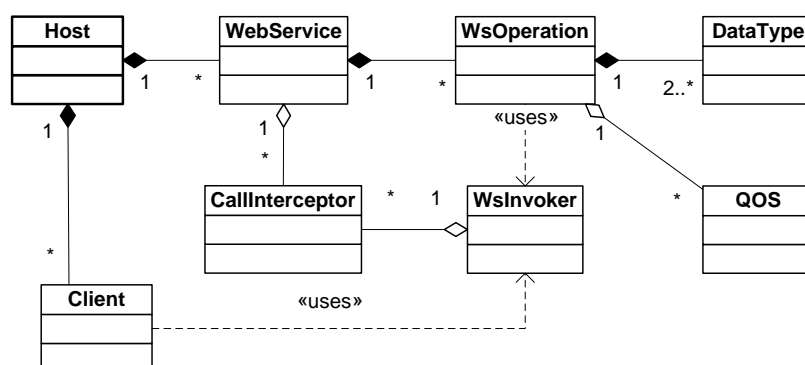 Host
WebService
WsOperation
DataType
1
*
1
*
1
2..*
1
1
«uses»
1
*
*
CallInterceptor
*
1
WsInvoker
*
QOS
*
Client
«uses»